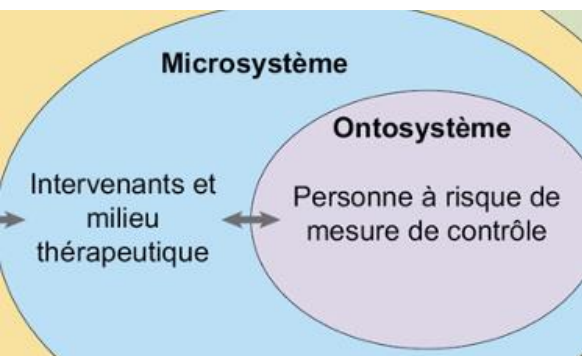 Microsystème
Ontosystème
Intervenants et
milieu
thérapeutique
Personne à risque de
mesure de contrôle